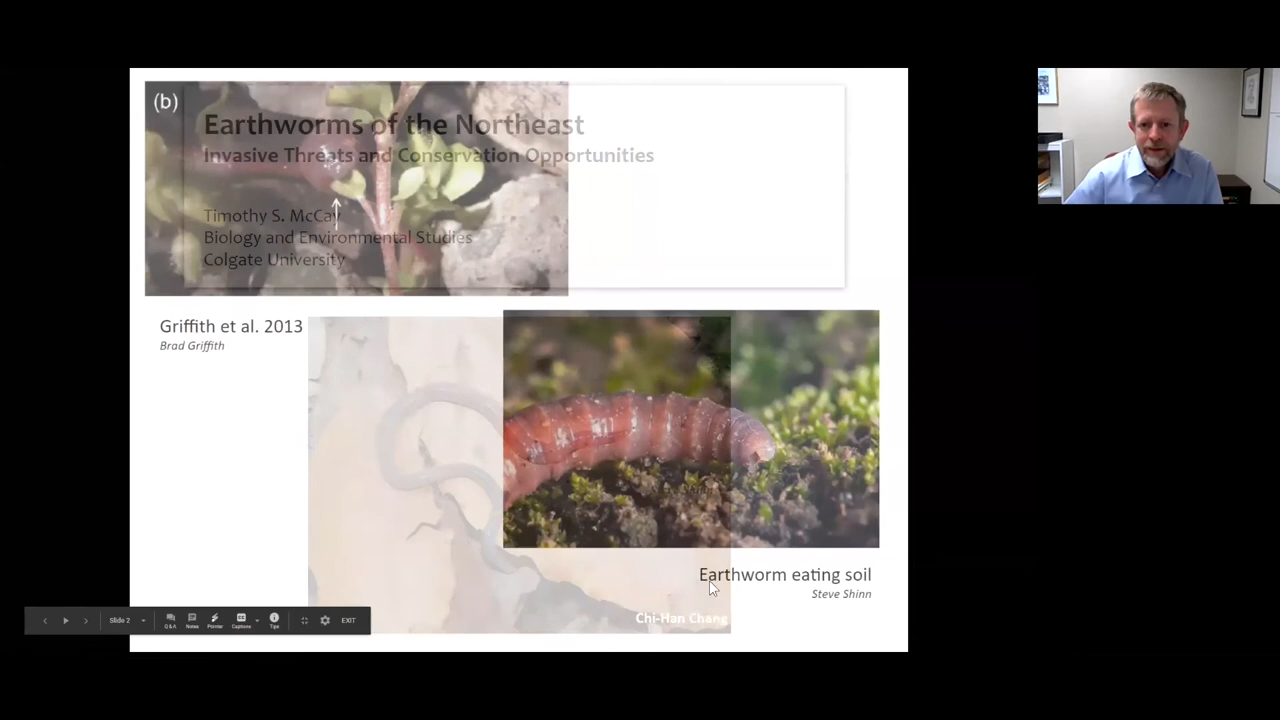 (b)
Earthworms of the Northeast
Invasive Threats and Conservation Opportunities
Timothy S. McCay
Biology and Environmental Studies
Colgate University
Griffith et al. 2013
Brad Griffith
Earthworm eating soil
Steve Shinn
Chi-Han Chang
Slide 2
Q&A
Notes
Pointer
Captions
Tips
EXIT